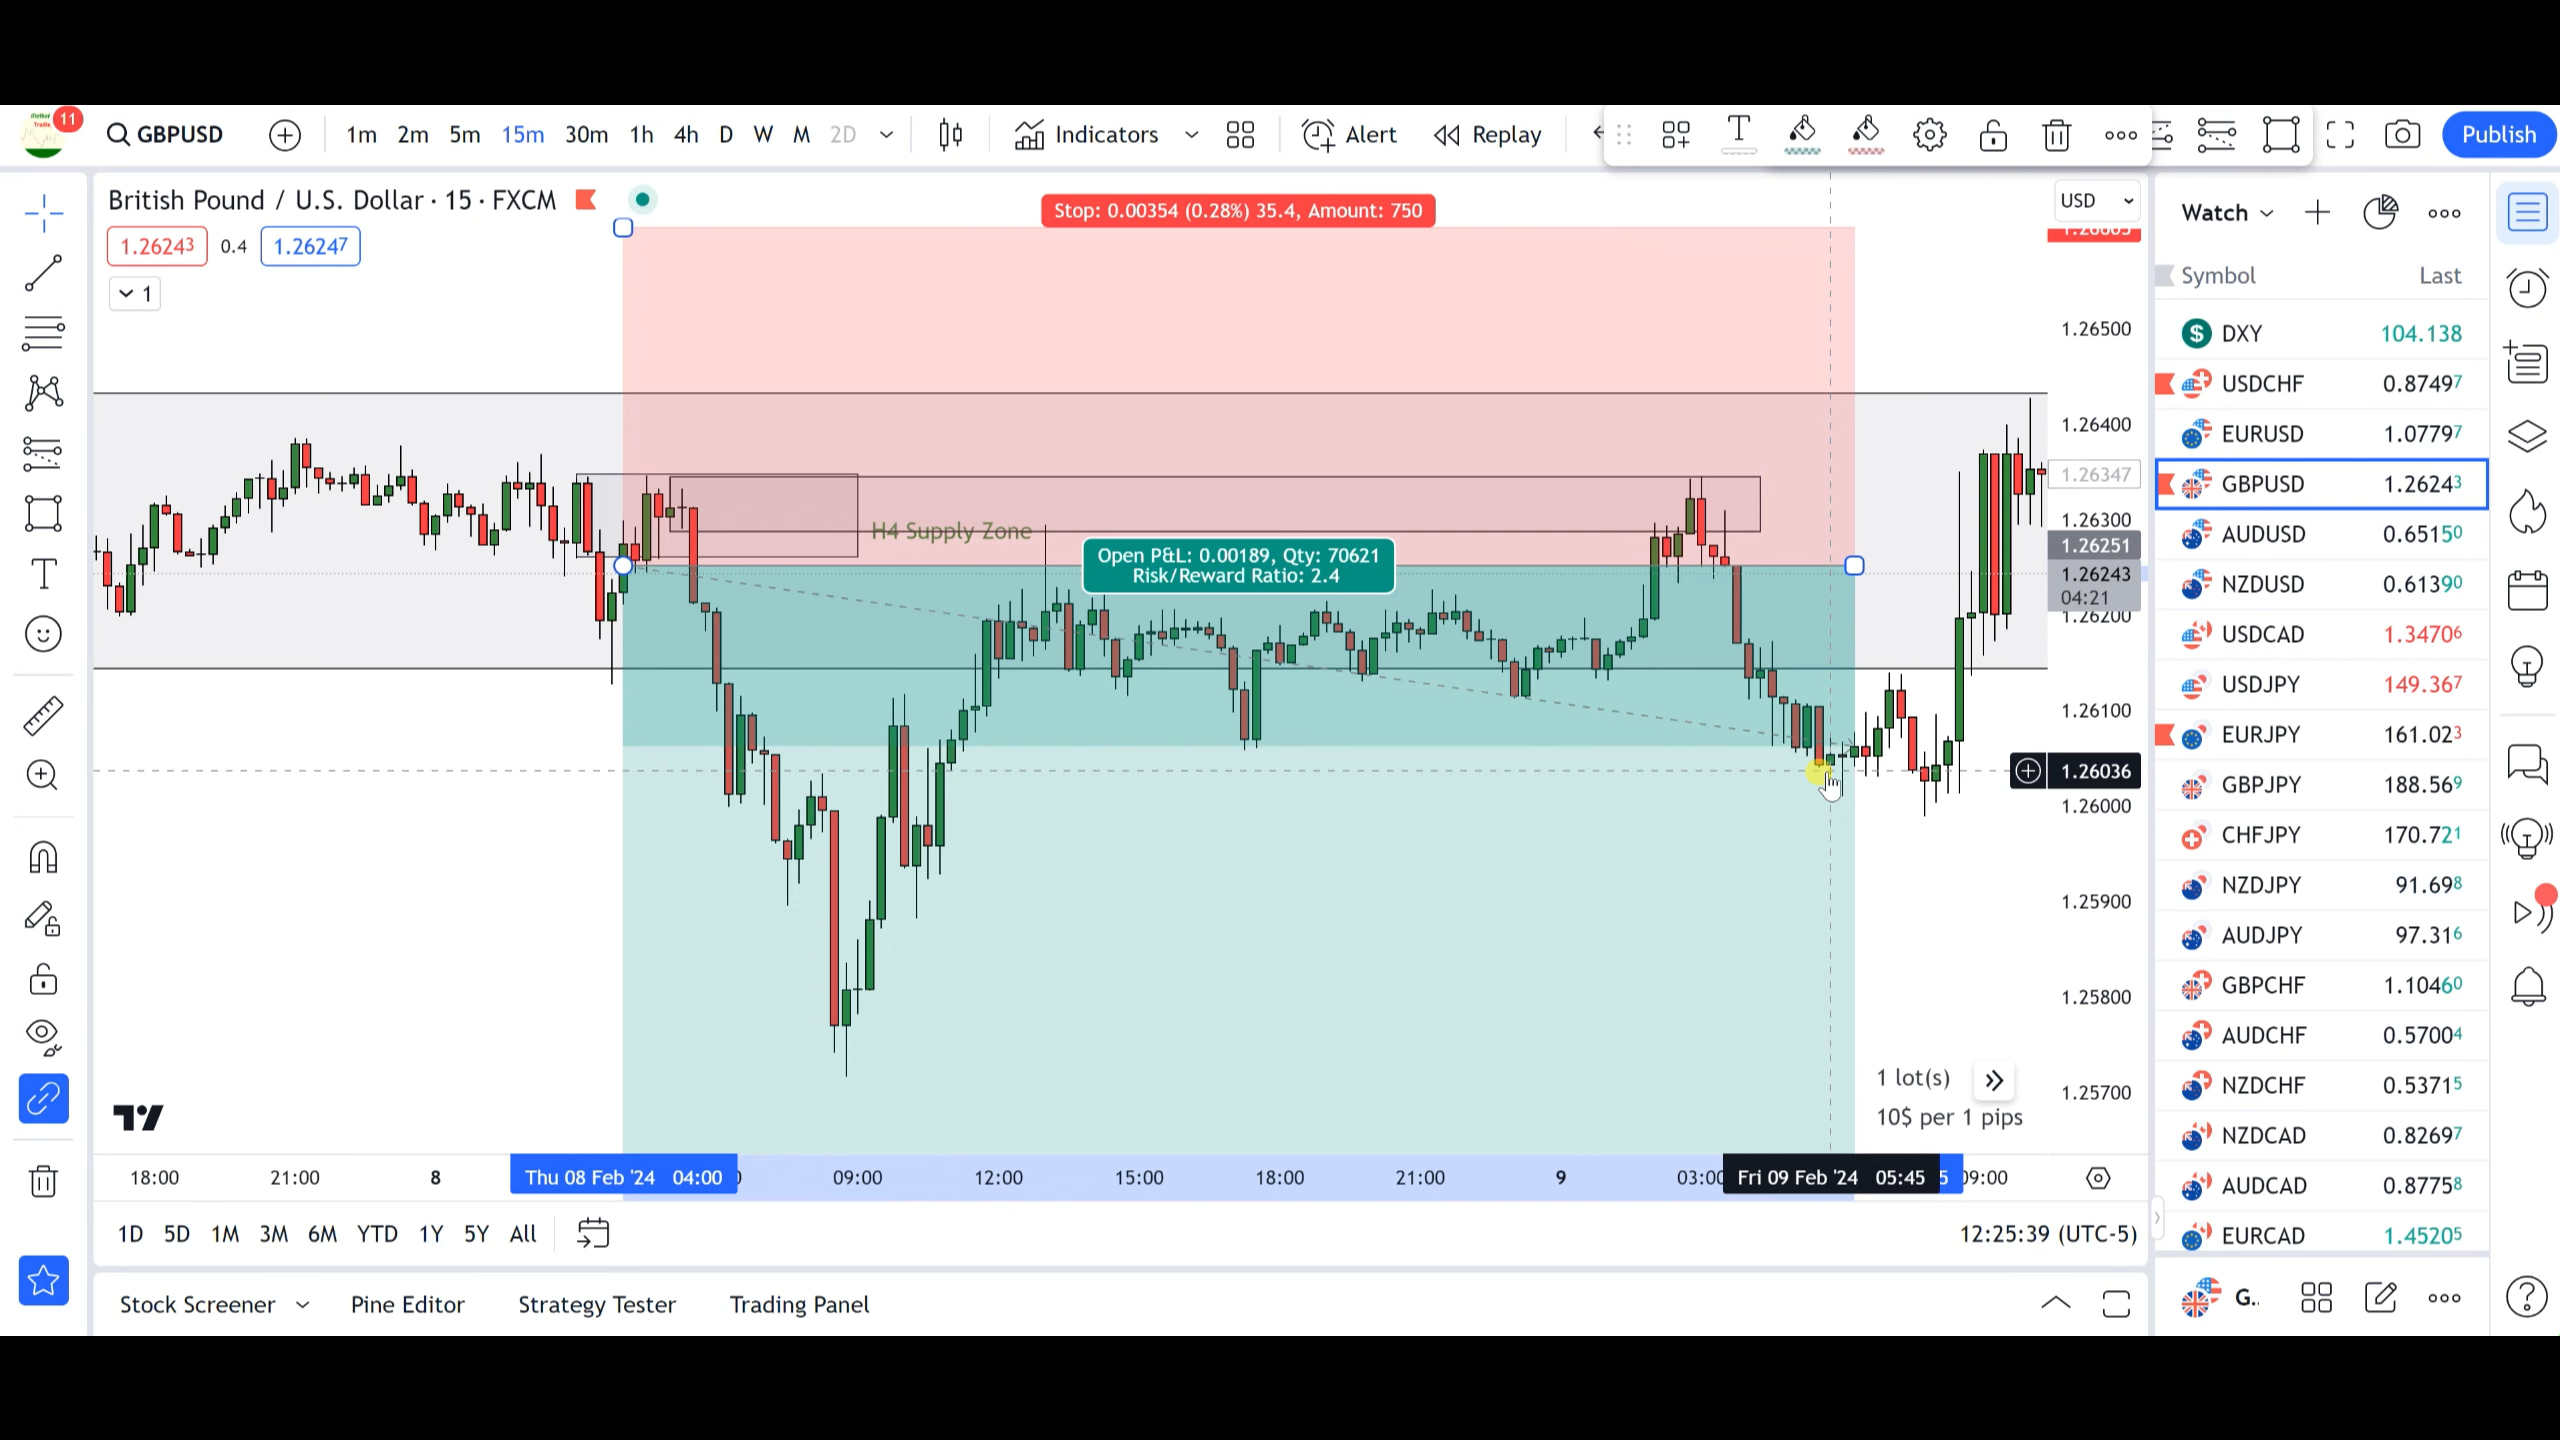 11
GBPUSD
1m 2m 5m 15m 30m 1h 4h D W M 2D
Indicators
Alert
Replay
Publish
British Pound / U.S. Dollar · 15 · FXCM
1.26243 0.4 1.26247
1
Stop: 0.00354 (0.28%) 35.4, Amount: 750
H4 Supply Zone
Open P&L: 0.00189, Qty: 70621
Risk/Reward Ratio: 2.4
USD
1.26605
1.26500
1.26400
1.26347
1.26300
1.26251
1.26243
04:21
1.26200
1.26100
1.26036
1.26000
1.25900
1.25800
1.25700
1 lot(s)
10$ per 1 pips
18:00 21:00 8 Thu 08 Feb '24 04:00 09:00 12:00 15:00 18:00 21:00 9 03:00 Fri 09 Feb '24 05:45 5 09:00
1D 5D 1M 3M 6M YTD 1Y 5Y All
12:25:39 (UTC-5)
Stock Screener Pine Editor Strategy Tester Trading Panel
Watch
Symbol Last
DXY 104.138
USDCHF 0.87497
EURUSD 1.07797
GBPUSD 1.26243
AUDUSD 0.65150
NZDUSD 0.61390
USDCAD 1.34706
USDJPY 149.367
EURJPY 161.023
GBPJPY 188.569
CHFJPY 170.721
NZDJPY 91.698
AUDJPY 97.316
GBPCHF 1.10460
AUDCHF 0.57004
NZDCHF 0.53715
NZDCAD 0.82697
AUDCAD 0.87758
EURCAD 1.45205
G..